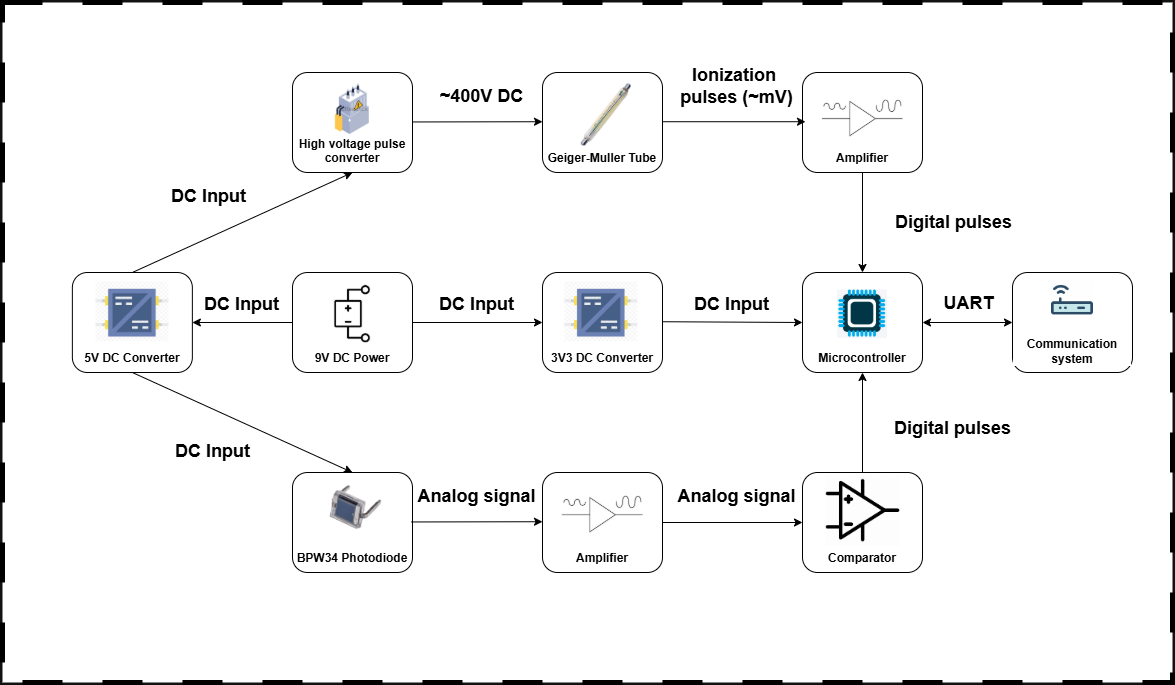 Ionization
pulses (~mV)
~400V DC
High voltage pulse
converter
Geiger-Muller Tube
Amplifier
DC Input
Digital pulses
DC Input
DC Input
DC Input
UART
5V DC Converter
9V DC Power
3V3 DC Converter
Microcontroller
Communication
system
Digital pulses
DC Input
Analog signal
Analog signal
BPW34 Photodiode
Amplifier
Comparator